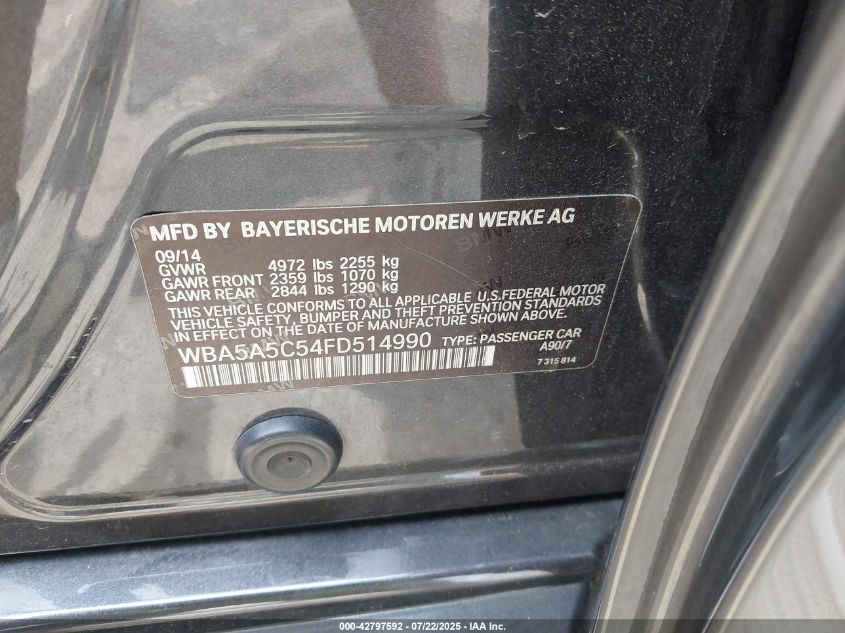 MFD BY BAYERISCHE MOTOREN WERKE AG
09/14
GVWR 4972 lbs 2255 kg
GAWR FRONT 2359 lbs 1070 kg
GAWR REAR 2844 lbs 1290 kg
THIS VEHICLE CONFORMS TO ALL APPLICABLE U.S.FEDERAL MOTOR
VEHICLE SAFETY, BUMPER AND THEFT PREVENTION STANDARDS
IN EFFECT ON THE DATE OF MANUFACTURE SHOWN ABOVE.
WBA5A5C54FD514990 TYPE: PASSENGER CAR
A90/7
7 315 814
000-42797592 - 07/22/2025 - IAA Inc.